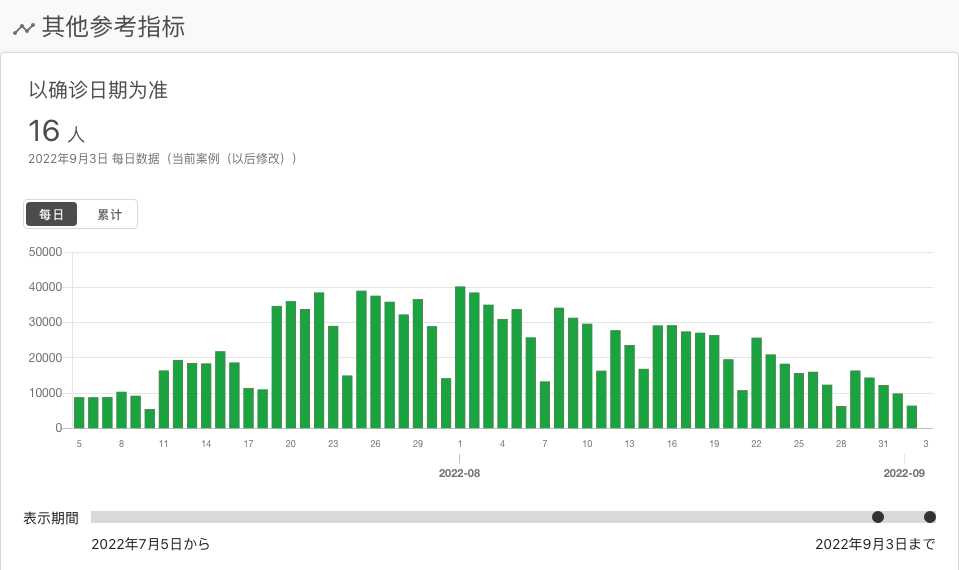 其他参考指标
以确诊日期为准
16 人
2022年9月3日 每日数据（当前案例（以后修改））
每日 累计
50000
40000
30000
20000
10000
0
5 8 11 14 17 20 23 26 29 1 4 7 10 13 16 19 22 25 28 31 3
2022-08 2022-09
表示期間
2022年7月5日から 2022年9月3日まで